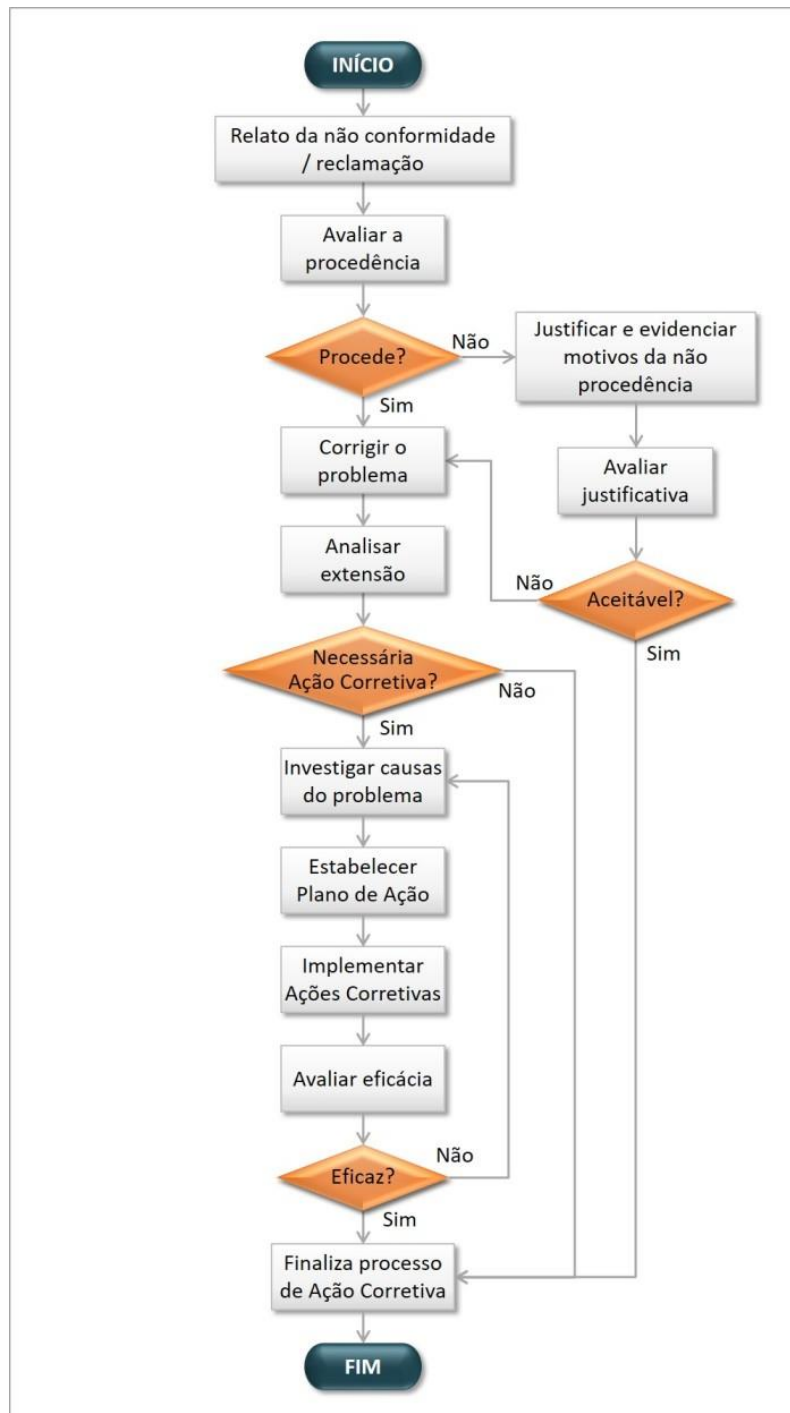 INÍCIO
Relato da não conformidade
/ reclamação
Avaliar a
procedência
Procede?
Não
Justificar e evidenciar
motivos da não
procedência
Sim
Corrigir o
problema
Avaliar
justificativa
Analisar
extensão
Não
Aceitável?
Sim
Necessária
Ação Corretiva?
Não
Sim
Investigar causas
do problema
Estabelecer
Plano de Ação
Implementar
Ações Corretivas
Avaliar eficácia
Não
Eficaz?
Sim
Finaliza processo
de Ação Corretiva
FIM